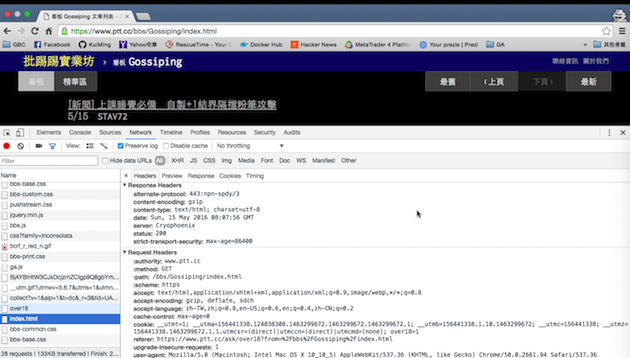 看板 Gossiping 文章列表 -
https://www.ptt.cc/bbs/Gossiping/index.html
GBC Facebook KuiMing Yahoo奇摩 RescueTime - Your D Docker Hub Hacker News MetaTrader 4 Platfor Your prezis | Prezi GA » 其他書籤
批踢踢實業坊 › 看板 Gossiping 聯絡資訊 關於我們
看板 精華區 最舊 ‹ 上頁 下頁 › 最新
[新聞] 上課睡覺必備 自製+1結界隔擋粉筆攻擊
5/15 STAV72
Elements Console Sources Network Timeline Profiles Resources Security Audits
View: Preserve log Disable cache No throttling
Filter Hide data URLs All XHR JS CSS Img Media Font Doc WS Manifest Other
Name × Headers Preview Response Cookies Timing
bbs-base.css
bbs-custom.css
pushstream.css
jquery.min.js
bbs.js
css?family=Inconsolata
ticrf_r_red_n.gif
bbs-print.css
ga.js
__utm.gif?utmwv=5.6.7&utms=1&utmn...
over18
index.html
bbs-common.css
bbs-base.css
28 requests | 183KB transferred | Finish: 2...
Response Headers
alternate-protocol: 443:npn-spdy/3
content-encoding: gzip
content-type: text/html; charset=utf-8
date: Sun, 15 May 2016 08:07:56 GMT
server: Cryophoenix
status: 200
strict-transport-security: max-age=86400
Request Headers
:authority: www.ptt.cc
:method: GET
:path: /bbs/Gossiping/index.html
:scheme: https
accept: text/html,application/xhtml+xml,application/xml;q=0.9,image/webp,*/*;q=0.8
accept-encoding: gzip, deflate, sdch
accept-language: zh-TW,zh;q=0.8,en-US;q=0.6,en;q=0.4,zh-CN;q=0.2
cache-control: max-age=0
cookie: __utmt=1; __utma=156441338.124838308.1463299672.1463299672.1463299672.1; __utmb=156441338.1.10.1463299672; __utmc=156441338; __utmz=
156441338.1463299672.1.1.utmcsr=(direct)|utmccn=(direct)|utmcmd=(none); over18=1
referer: https://www.ptt.cc/ask/over18?from=%2Fbbs%2FGossiping%2Findex.html
upgrade-insecure-requests: 1
user-agent: Mozilla/5.0 (Macintosh; Intel Mac OS X 10_10_5) AppleWebKit/537.36 (KHTML, like Gecko) Chrome/50.0.2661.94 Safari/537.36